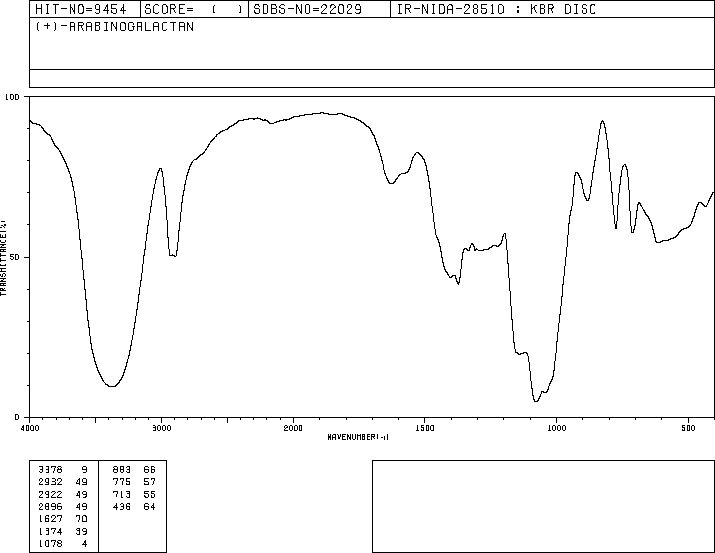 HIT-NO=9454 SCORE= ( ) SDBS-NO=22029 IR-NIDA-28510 : KBR DISC
(+)-ARABINOGALACTAN
100
50
0
TRANSMITTANCE(%)
4000 3000 2000 1500 1000 500
WAVENUMBER(-1)
3378 9 883 66
2932 49 775 57
2922 49 713 55
2896 49 436 64
1627 70
1374 39
1078 4